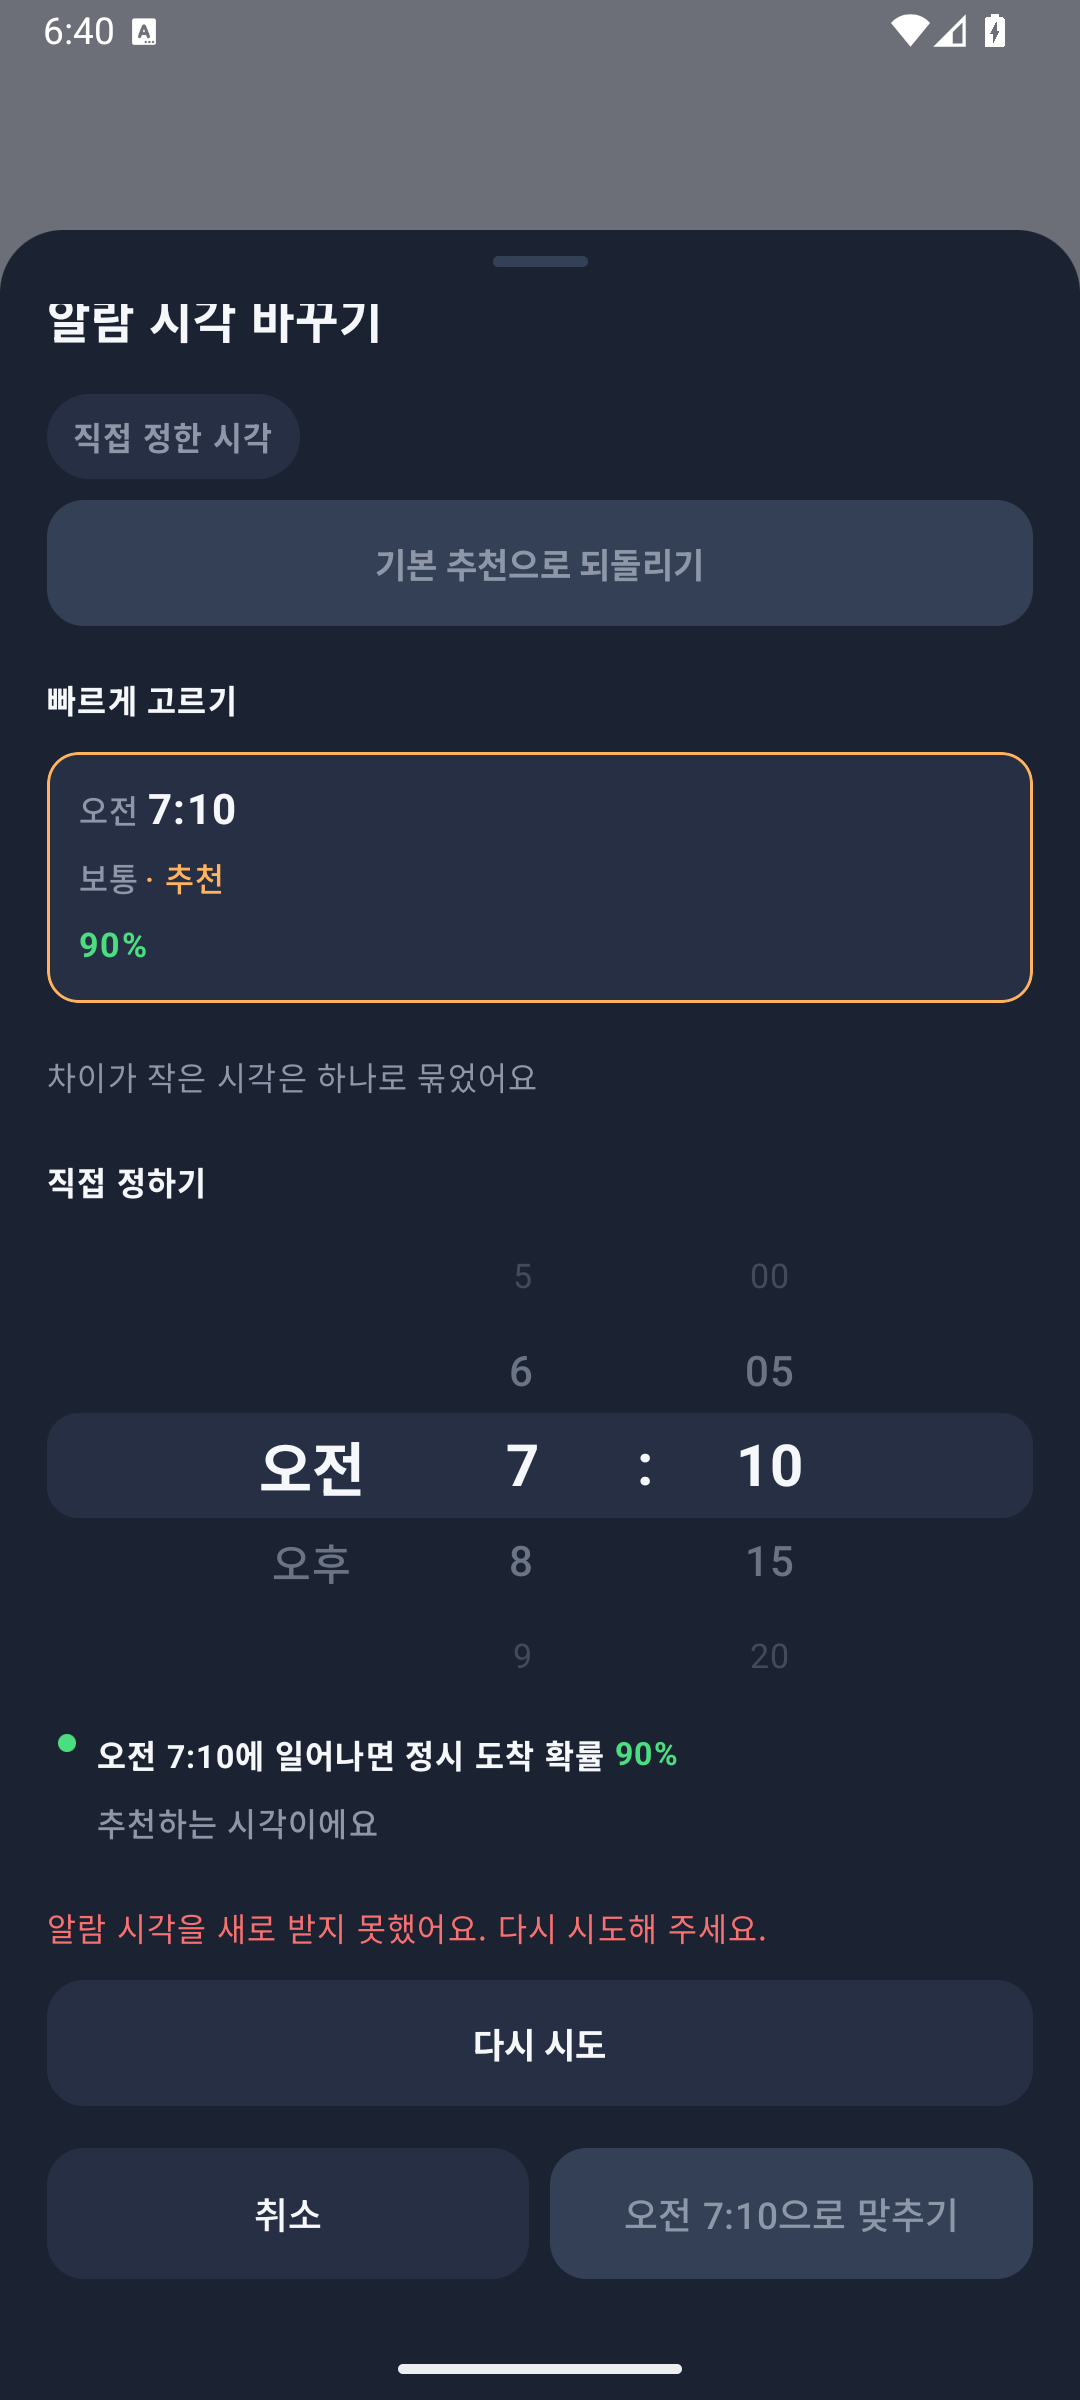 6:40
알람 시각 바꾸기
직접 정한 시각
기본 추천으로 되돌리기
빠르게 고르기
오전 7:10
보통 · 추천
90%
차이가 작은 시각은 하나로 묶었어요
직접 정하기
5 00
6 05
오전 7 : 10
오후 8 15
9 20
오전 7:10에 일어나면 정시 도착 확률 90%
추천하는 시각이에요
알람 시각을 새로 받지 못했어요. 다시 시도해 주세요.
다시 시도
취소
오전 7:10으로 맞추기